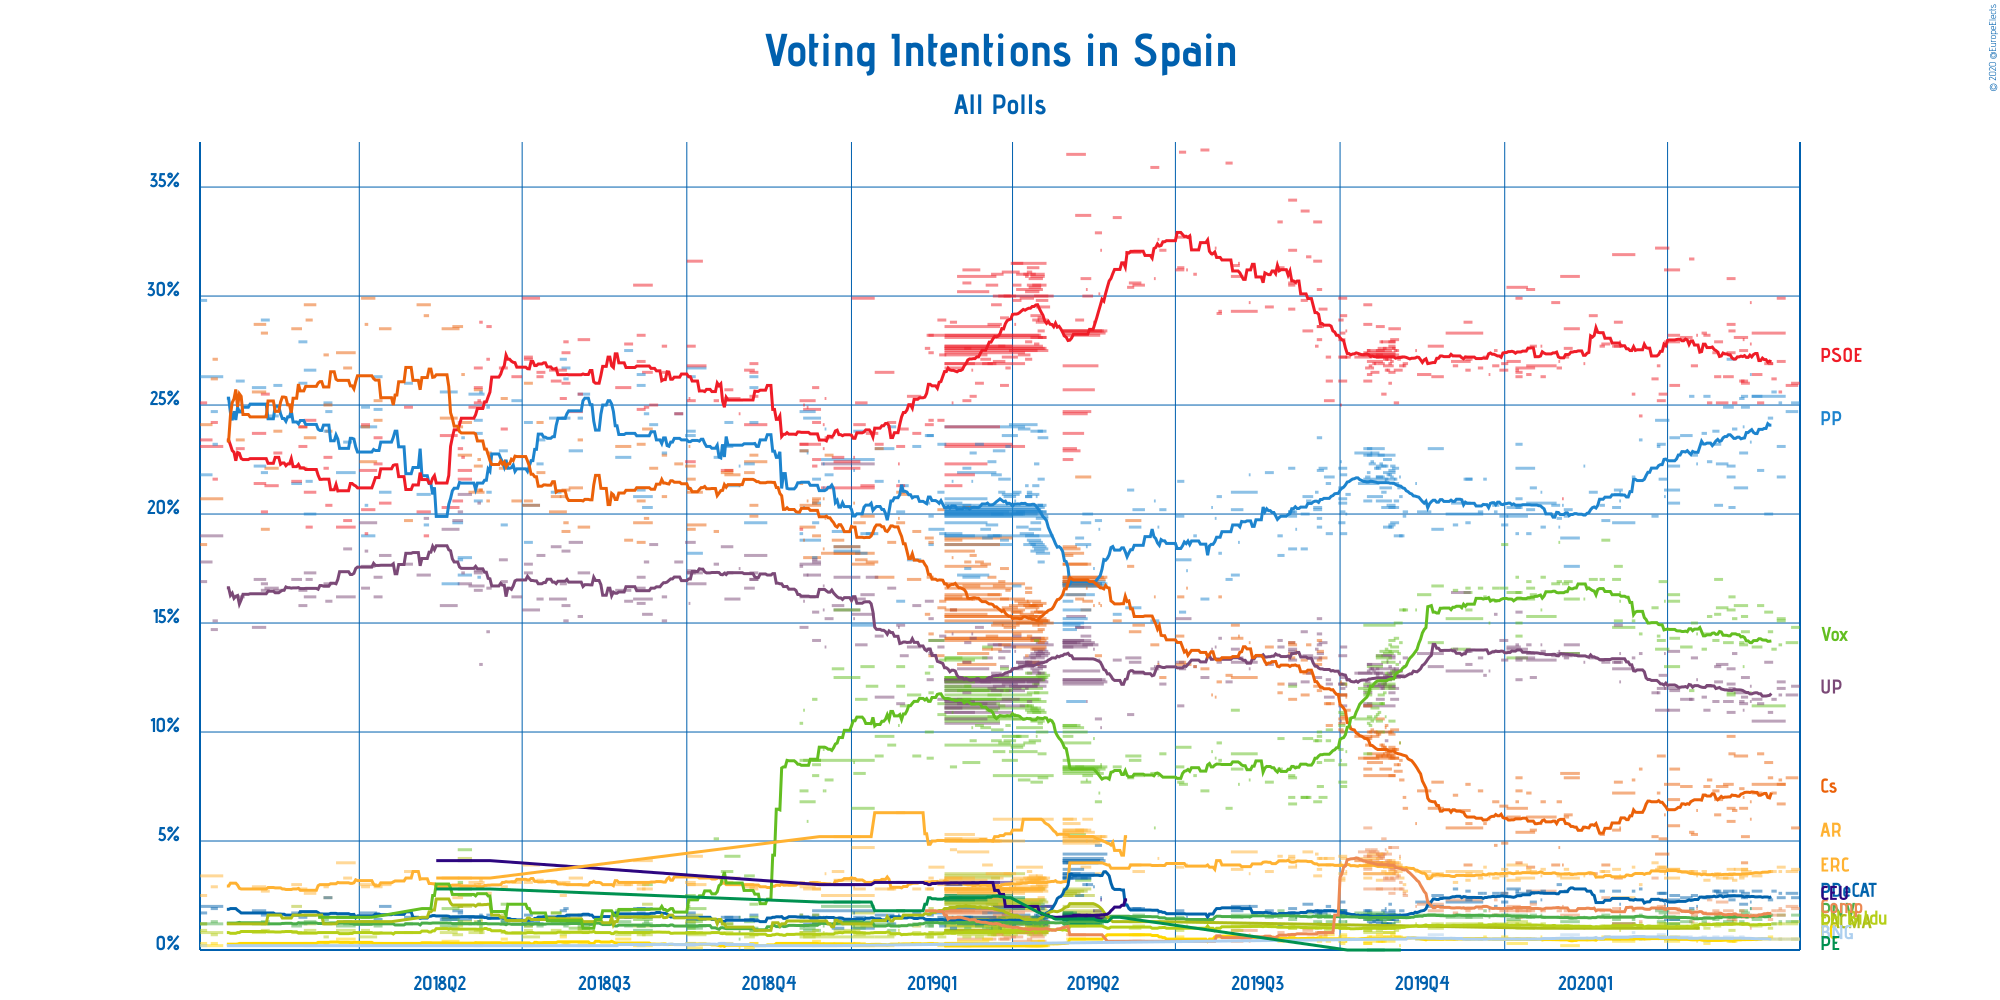 Voting Intentions in Spain
All Polls
© 2020 @EuropeElects
35%
30%
25%
20%
15%
10%
5%
0%
PSOE
PP
Vox
UP
Cs
AR
ERC
PE
2018Q2 2018Q3 2018Q4 2019Q1 2019Q2 2019Q3 2019Q4 2020Q1